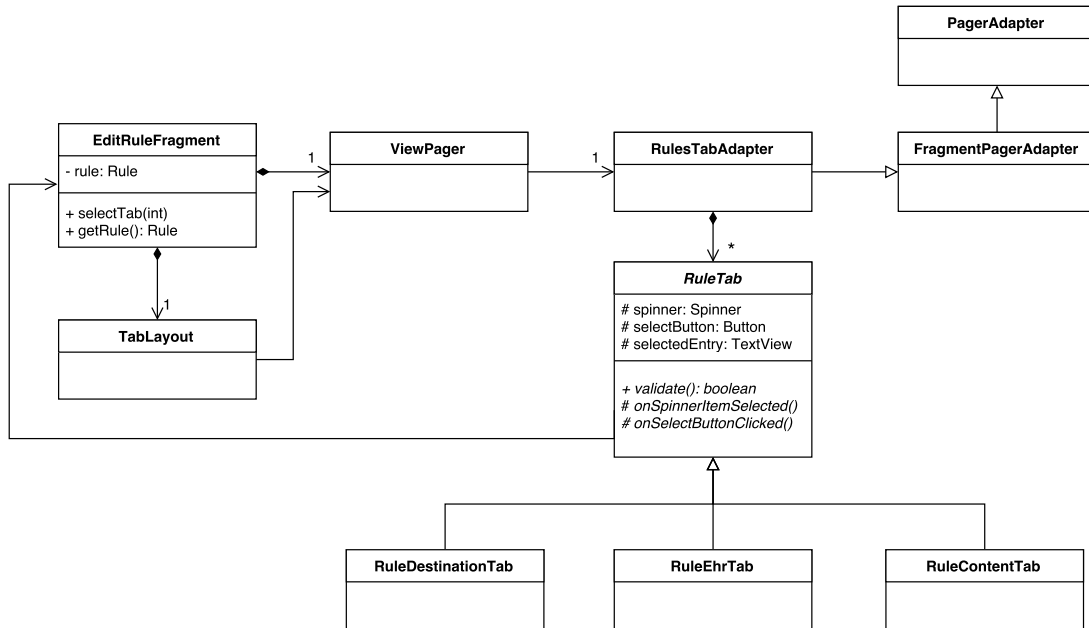 PagerAdapter
EditRuleFragment
- rule: Rule
+ selectTab(int)
+ getRule(): Rule
1
ViewPager
1
RulesTabAdapter
FragmentPagerAdapter
1
TabLayout
*
RuleTab
# spinner: Spinner
# selectButton: Button
# selectedEntry: TextView
+ validate(): boolean
# onSpinnerItemSelected()
# onSelectButtonClicked()
RuleDestinationTab
RuleEhrTab
RuleContentTab